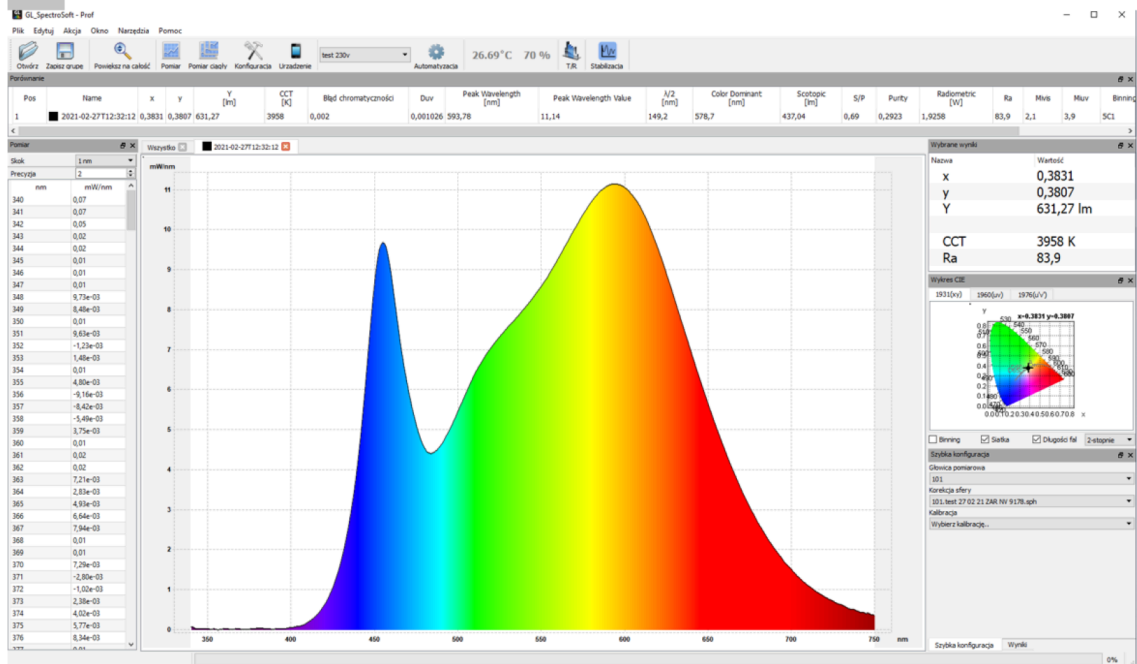 GL_SpectroSoft - Prof
Plik Edytuj Akcja Okno Narzędzia Pomoc
Otwórz Zapisz grupe Powiększ na całość Pomiar Pomiar ciągły Konfiguracja Urządzenie test 230v Automatyzacja 26.69°C 70 % T/R Stabilizacja
Porównanie
Pos Name x y Y [lm] CCT [K] Błąd chromatyczności Duv Peak Wavelength [nm] Peak Wavelength Value λ/2 [nm] Color Dominant [nm] Scotopic [lm] S/P Purity Radiometric [W] Ra Mivis Miuv Binning
1 2021-02-27T12:32:12 0,3831 0,3807 631,27 3958 0,002 0,001026 593,78 11,14 149,2 578,7 437,04 0,69 0,2923 1,9258 83,9 2,1 3,9 5C1
Pomiar
Skok 1 nm
Precyzja 2
nm mW/nm
340 0,07
341 0,07
342 0,05
343 0,02
344 0,02
345 0,01
346 0,01
347 0,01
348 9,73e-03
349 8,48e-03
350 0,01
351 9,63e-03
352 -1,23e-03
353 1,48e-03
354 0,01
355 4,80e-03
356 -9,16e-03
357 -8,42e-03
358 -5,49e-03
359 3,75e-03
360 0,01
361 0,02
362 0,02
363 7,21e-03
364 2,83e-03
365 4,93e-03
366 6,64e-03
367 7,94e-03
368 0,01
369 0,01
370 7,29e-03
371 -2,80e-03
372 -1,02e-03
373 2,38e-03
374 4,02e-03
375 5,77e-03
376 8,34e-03
377 0,01
Wszystko 2021-02-27T12:32:12
mW/nm
11
10
9
8
7
6
5
4
3
2
1
0
350 400 450 500 550 600 650 700 750 nm
Wybrane wyniki
Nazwa Wartość
x 0,3831
y 0,3807
Y 631,27 lm
CCT 3958 K
Ra 83,9
Wykres CIE
1931(xy) 1960(uv) 1976(u'v')
y x=0.3831 y=0.3807
x
Binning Siatka Długości fal 2-stopnie
Szybka konfiguracja
Głowica pomiarowa
101
Korekcja sfery
101.test 27 02 21 ZAR NV 9178.sph
Kalibracja
Wybierz kalibrację...
Szybka konfiguracja Wyniki
0%